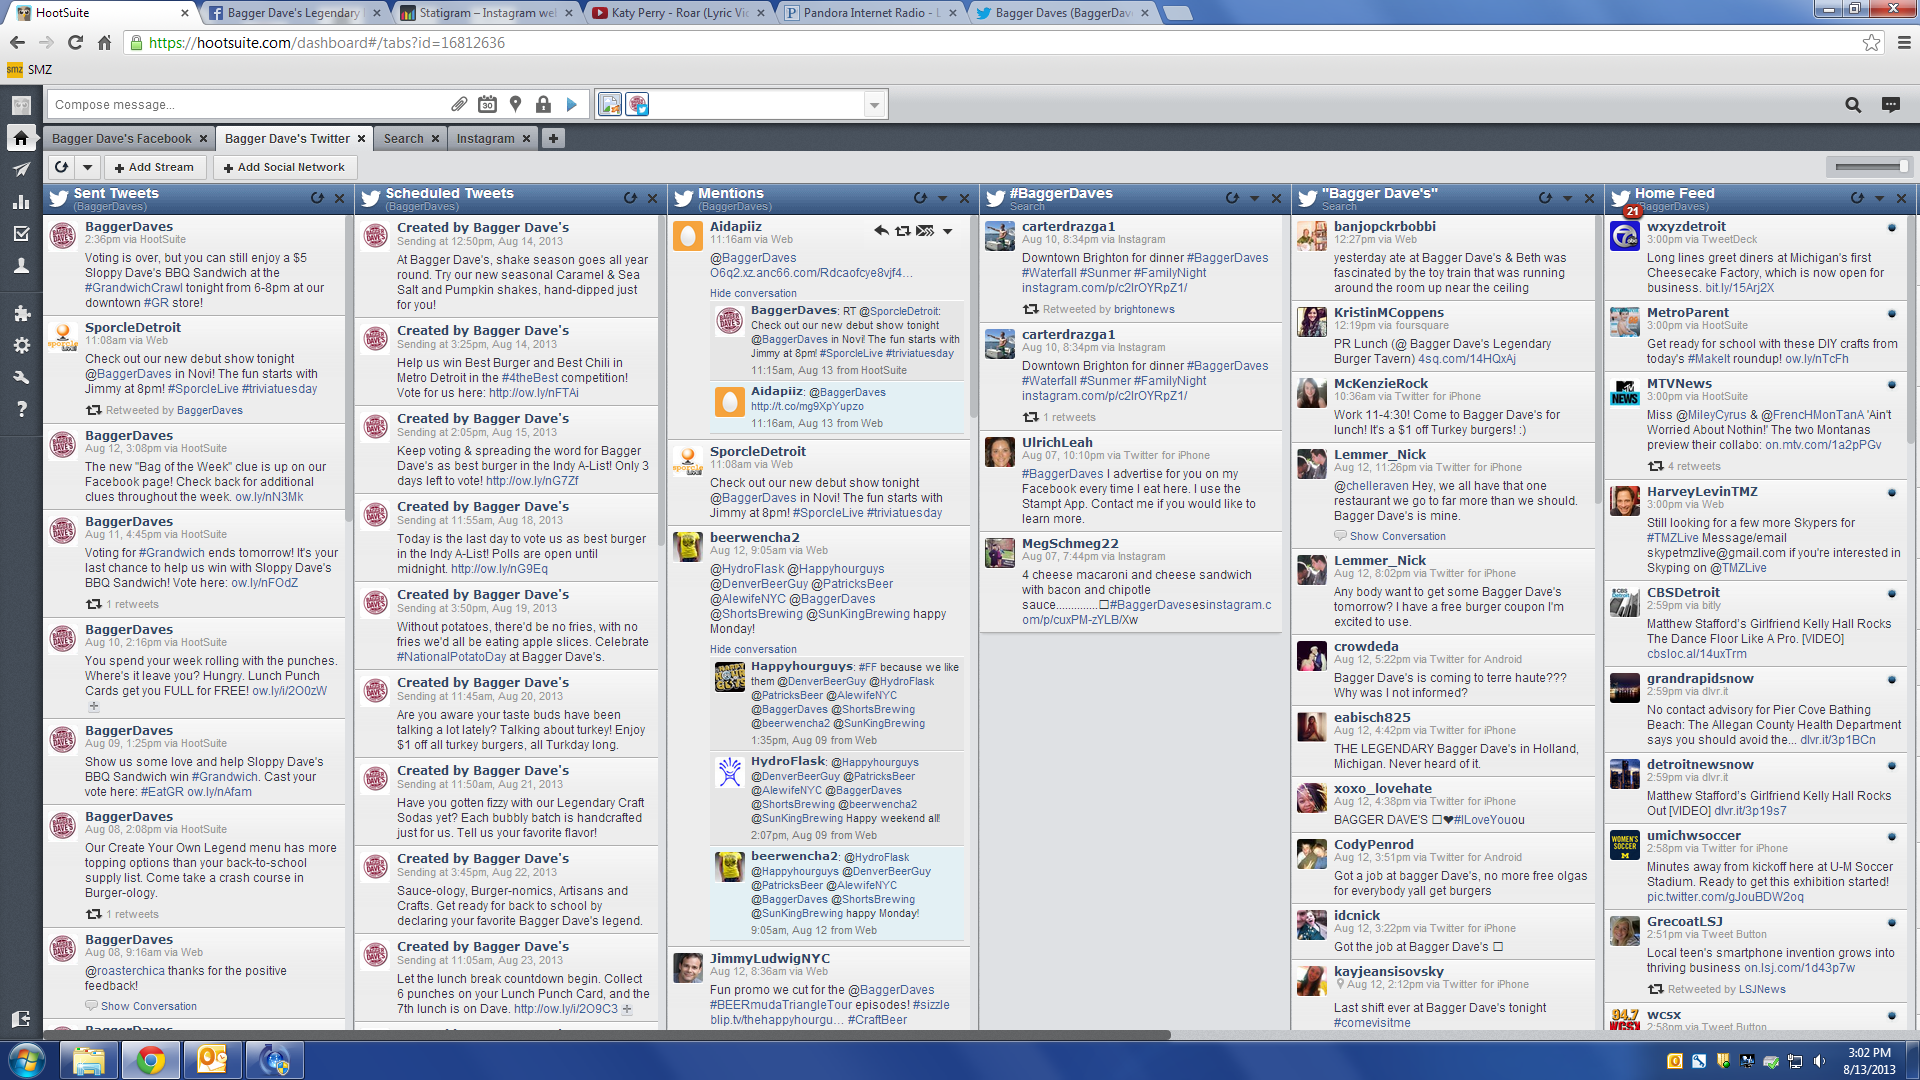 HootSuite
Bagger Dave's Legendary
Statigram – Instagram we
Katy Perry - Roar (Lyric Vi
Pandora Internet Radio - L
Bagger Daves (BaggerDav
https://hootsuite.com/dashboard#/tabs?id=16812636
smz SMZ
Compose message...
30
Bagger Dave's Facebook
Bagger Dave's Twitter
Search
Instagram
Add Stream
Add Social Network
Sent Tweets
(BaggerDaves)
BaggerDaves
2:36pm via HootSuite
Voting is over, but you can still enjoy a $5
Sloppy Dave's BBQ Sandwich at the
#GrandwichCrawl tonight from 6-8pm at our
downtown #GR store!
SporcleDetroit
11:08am via Web
Check out our new debut show tonight
@BaggerDaves in Novi! The fun starts with
Jimmy at 8pm! #SporcleLive #triviatuesday
Retweeted by BaggerDaves
BaggerDaves
Aug 12, 3:08pm via HootSuite
The new "Bag of the Week" clue is up on our
Facebook page! Check back for additional
clues throughout the week. ow.ly/nN3Mk
BaggerDaves
Aug 11, 4:45pm via HootSuite
Voting for #Grandwich ends tomorrow! It's your
last chance to help us win with Sloppy Dave's
BBQ Sandwich! Vote here: ow.ly/nFOdZ
1 retweets
BaggerDaves
Aug 10, 2:16pm via HootSuite
You spend your week rolling with the punches.
Where's it leave you? Hungry. Lunch Punch
Cards get you FULL for FREE! ow.ly/i/2O0zW
BaggerDaves
Aug 09, 1:25pm via HootSuite
Show us some love and help Sloppy Dave's
BBQ Sandwich win #Grandwich. Cast your
vote here: #EatGR ow.ly/nAfam
BaggerDaves
Aug 08, 2:08pm via HootSuite
Our Create Your Own Legend menu has more
topping options than your back-to-school
supply list. Come take a crash course in
Burger-ology.
1 retweets
BaggerDaves
Aug 08, 9:16am via Web
@roasterchica thanks for the positive
feedback!
Show Conversation
BaggerDaves
Scheduled Tweets
(BaggerDaves)
Created by Bagger Dave's
Sending at 12:50pm, Aug 14, 2013
At Bagger Dave's, shake season goes all year
round. Try our new seasonal Caramel & Sea
Salt and Pumpkin shakes, hand-dipped just
for you!
Created by Bagger Dave's
Sending at 3:25pm, Aug 14, 2013
Help us win Best Burger and Best Chili in
Metro Detroit in the #4theBest competition!
Vote for us here: http://ow.ly/nFTAi
Created by Bagger Dave's
Sending at 2:05pm, Aug 15, 2013
Keep voting & spreading the word for Bagger
Dave's as best burger in the Indy A-List! Only 3
days left to vote! http://ow.ly/nG7Zf
Created by Bagger Dave's
Sending at 11:55am, Aug 18, 2013
Today is the last day to vote us as best burger
in the Indy A-List! Polls are open until
midnight. http://ow.ly/nG9Eq
Created by Bagger Dave's
Sending at 3:50pm, Aug 19, 2013
Without potatoes, there'd be no fries, with no
fries we'd all be eating apple slices. Celebrate
#NationalPotatoDay at Bagger Dave's.
Created by Bagger Dave's
Sending at 11:45am, Aug 20, 2013
Are you aware your taste buds have been
talking a lot lately? Talking about turkey! Enjoy
$1 off all turkey burgers, all Turkday long.
Created by Bagger Dave's
Sending at 11:50am, Aug 21, 2013
Have you gotten fizzy with our Legendary Craft
Sodas yet? Each bubbly batch is handcrafted
just for us. Tell us your favorite flavor!
Created by Bagger Dave's
Sending at 3:45pm, Aug 22, 2013
Sauce-ology, Burger-nomics, Artisans and
Crafts. Get ready for back to school by
declaring your favorite Bagger Dave's legend.
Created by Bagger Dave's
Sending at 11:05am, Aug 23, 2013
Let the lunch break countdown begin. Collect
6 punches on your Lunch Punch Card, and the
7th lunch is on Dave. http://ow.ly/i/2O9C3
Mentions
(BaggerDaves)
Aidapiiz
11:16am via Web
@BaggerDaves
O6q2.xz.anc66.com/Rdcaofcye8vjf4...
Hide conversation
BaggerDaves: RT @SporcleDetroit:
Check out our new debut show tonight
@BaggerDaves in Novi! The fun starts with
Jimmy at 8pm! #SporcleLive #triviatuesday
11:15am, Aug 13 from HootSuite
Aidapiiz: @BaggerDaves
http://t.co/mg9XpYupzo
11:16am, Aug 13 from Web
SporcleDetroit
11:08am via Web
Check out our new debut show tonight
@BaggerDaves in Novi! The fun starts with
Jimmy at 8pm! #SporcleLive #triviatuesday
beerwencha2
Aug 12, 9:05am via Web
@HydroFlask @Happyhourguys
@DenverBeerGuy @PatricksBeer
@AlewifeNYC @BaggerDaves
@ShortsBrewing @SunKingBrewing happy
Monday!
Hide conversation
Happyhourguys: #FF because we like
them @DenverBeerGuy @HydroFlask
@PatricksBeer @AlewifeNYC
@BaggerDaves @ShortsBrewing
@beerwencha2 @SunKingBrewing
1:35pm, Aug 09 from Web
HydroFlask: @Happyhourguys
@DenverBeerGuy @PatricksBeer
@AlewifeNYC @BaggerDaves
@ShortsBrewing @beerwencha2
@SunKingBrewing Happy weekend all!
2:07pm, Aug 09 from Web
beerwencha2: @HydroFlask
@Happyhourguys @DenverBeerGuy
@PatricksBeer @AlewifeNYC
@BaggerDaves @ShortsBrewing
@SunKingBrewing happy Monday!
9:05am, Aug 12 from Web
JimmyLudwigNYC
Aug 12, 8:36am via Web
Fun promo we cut for the @BaggerDaves
#BEERmudaTriangleTour episodes! #sizzle
blip.tv/thehappyhourgu... #CraftBeer
#BaggerDaves
Search
carterdrazga1
Aug 10, 8:34pm via Instagram
Downtown Brighton for dinner #BaggerDaves
#Waterfall #Sunmer #FamilyNight
instagram.com/p/c2lrOYRpZ1/
Retweeted by brightonews
carterdrazga1
Aug 10, 8:34pm via Instagram
Downtown Brighton for dinner #BaggerDaves
#Waterfall #Sunmer #FamilyNight
instagram.com/p/c2lrOYRpZ1/
1 retweets
UlrichLeah
Aug 07, 10:10pm via Twitter for iPhone
#BaggerDaves I advertise for you on my
Facebook every time I eat here. I use the
Stampt App. Contact me if you would like to
learn more.
MegSchmeg22
Aug 07, 7:44pm via Instagram
4 cheese macaroni and cheese sandwich
with bacon and chipotle
sauce..............□#BaggerDavesesinstagram.c
om/p/cuxPM-zYLB/Xw
"Bagger Dave's"
Search
banjopckrbobbi
12:27pm via Web
yesterday ate at Bagger Dave's & Beth was
fascinated by the toy train that was running
around the room up near the ceiling
KristinMCoppens
12:19pm via foursquare
PR Lunch (@ Bagger Dave's Legendary
Burger Tavern) 4sq.com/14HQxAj
McKenzieRock
10:36am via Twitter for iPhone
Work 11-4:30! Come to Bagger Dave's for
lunch! It's a $1 off Turkey burgers! :)
Lemmer_Nick
Aug 12, 11:26pm via Twitter for iPhone
@chelleraven Hey, we all have that one
restaurant we go to far more than we should.
Bagger Dave's is mine.
Show Conversation
Lemmer_Nick
Aug 12, 8:02pm via Twitter for iPhone
Any body want to get some Bagger Dave's
tomorrow? I have a free burger coupon I'm
excited to use.
crowdeda
Aug 12, 5:22pm via Twitter for Android
Bagger Dave's is coming to terre haute???
Why was I not informed?
eabisch825
Aug 12, 4:42pm via Twitter for iPhone
THE LEGENDARY Bagger Dave's in Holland,
Michigan. Never heard of it.
xoxo_lovehate
Aug 12, 4:38pm via Twitter for iPhone
BAGGER DAVE'S □❤#ILoveYouou
CodyPenrod
Aug 12, 3:51pm via Twitter for Android
Got a job at bagger Dave's, no more free olgas
for everybody yall get burgers
idcnick
Aug 12, 3:22pm via Twitter for iPhone
Got the job at Bagger Dave's □
kayjeansisovsky
Aug 12, 2:12pm via Twitter for iPhone
Last shift ever at Bagger Dave's tonight
#comevisitme
Home Feed
21
(BaggerDaves)
wxyzdetroit
3:00pm via TweetDeck
Long lines greet diners at Michigan's first
Cheesecake Factory, which is now open for
business. bit.ly/15Arj2X
MetroParent
3:00pm via HootSuite
Get ready for school with these DIY crafts from
today's #MakeIt roundup! ow.ly/nTcFh
MTVNews
3:00pm via HootSuite
Miss @MileyCyrus & @FrencHMonTanA 'Ain't
Worried About Nothin!' The two Montanas
preview their collabo: on.mtv.com/1a2pPGv
4 retweets
HarveyLevinTMZ
3:00pm via Web
Still looking for a few more Skypers for
#TMZLive Message/email
skypetmzlive@gmail.com if you're interested in
Skyping on @TMZLive
CBSDetroit
2:59pm via bitly
Matthew Stafford's Girlfriend Kelly Hall Rocks
The Dance Floor Like A Pro. [VIDEO]
cbsloc.al/14uxTrm
grandrapidsnow
2:59pm via dlvr.it
No contact advisory for Pier Cove Bathing
Beach: The Allegan County Health Department
says you should avoid the... dlvr.it/3p1BCn
detroitnewsnow
2:59pm via dlvr.it
Matthew Stafford's Girlfriend Kelly Hall Rocks
Out [VIDEO] dlvr.it/3p19s7
umichwsoccer
2:58pm via Twitter for iPhone
Minutes away from kickoff here at U-M Soccer
Stadium. Ready to get this exhibition started!
pic.twitter.com/gJouBDW2oq
GrecoatLSJ
2:51pm via Tweet Button
Local teen's smartphone invention grows into
thriving business on.lsj.com/1d43p7w
Retweeted by LSJNews
wcsx
2:58pm via Tweet Button
3:02 PM
8/13/2013